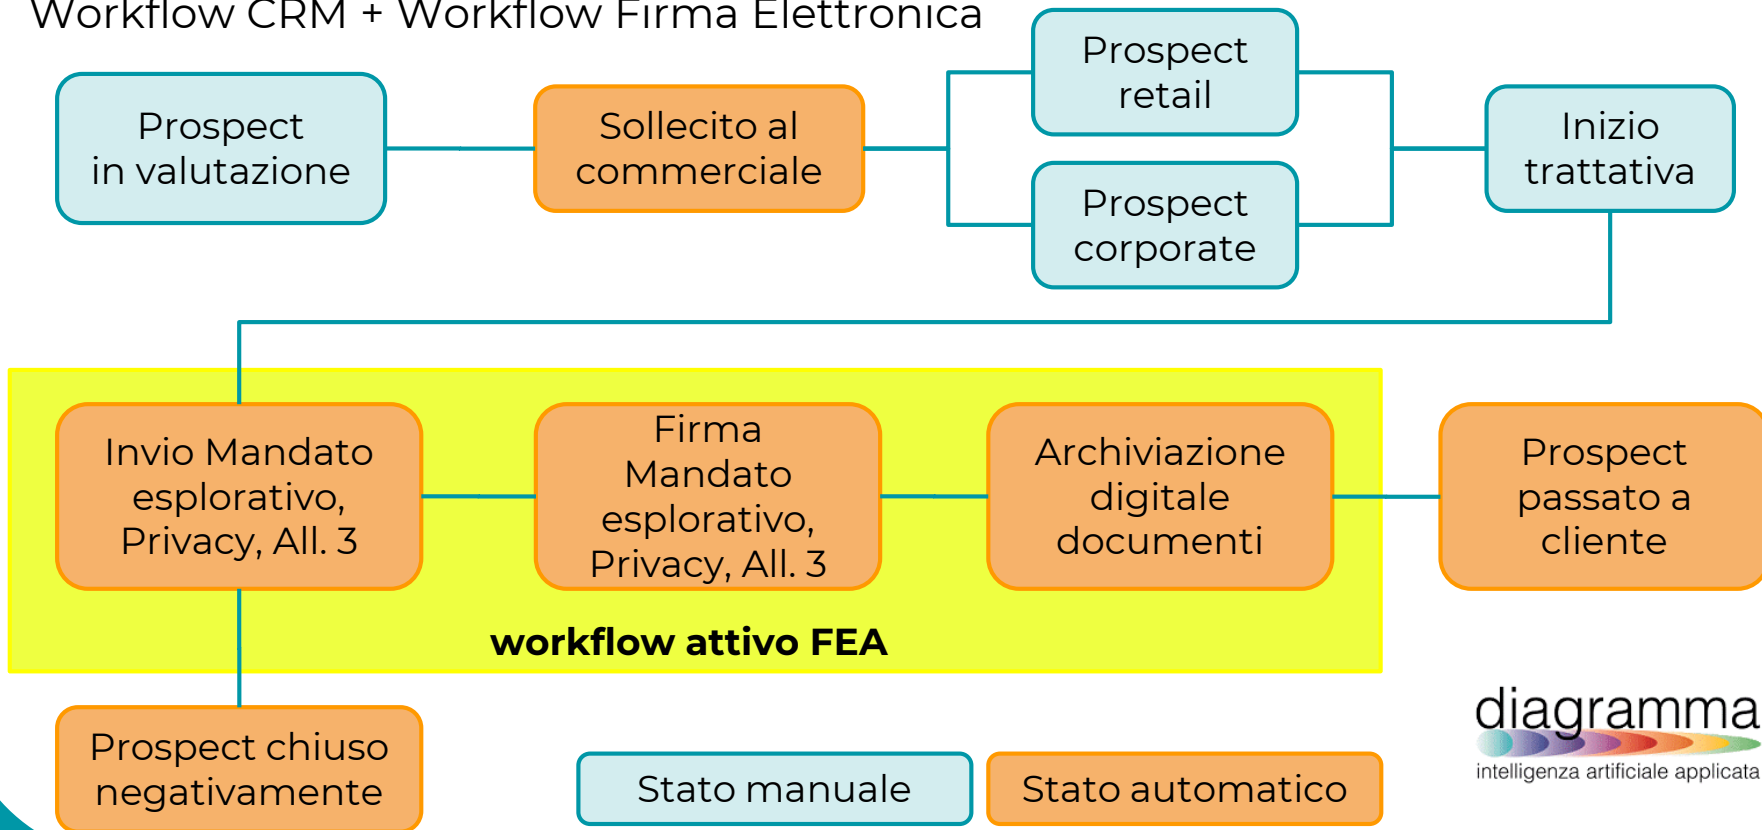 Workflow CRM + Workflow Firma Elettronica
Prospect
in valutazione
Sollecito al
commerciale
Prospect
retail
Prospect
corporate
Inizio
trattativa
Invio Mandato
esplorativo,
Privacy, All. 3
Firma
Mandato
esplorativo,
Privacy, All. 3
Archiviazione
digitale
documenti
Prospect
passato a
cliente
workflow attivo FEA
Prospect chiuso
negativamente
Stato manuale
Stato automatico
diagramma
intelligenza artificiale applicata